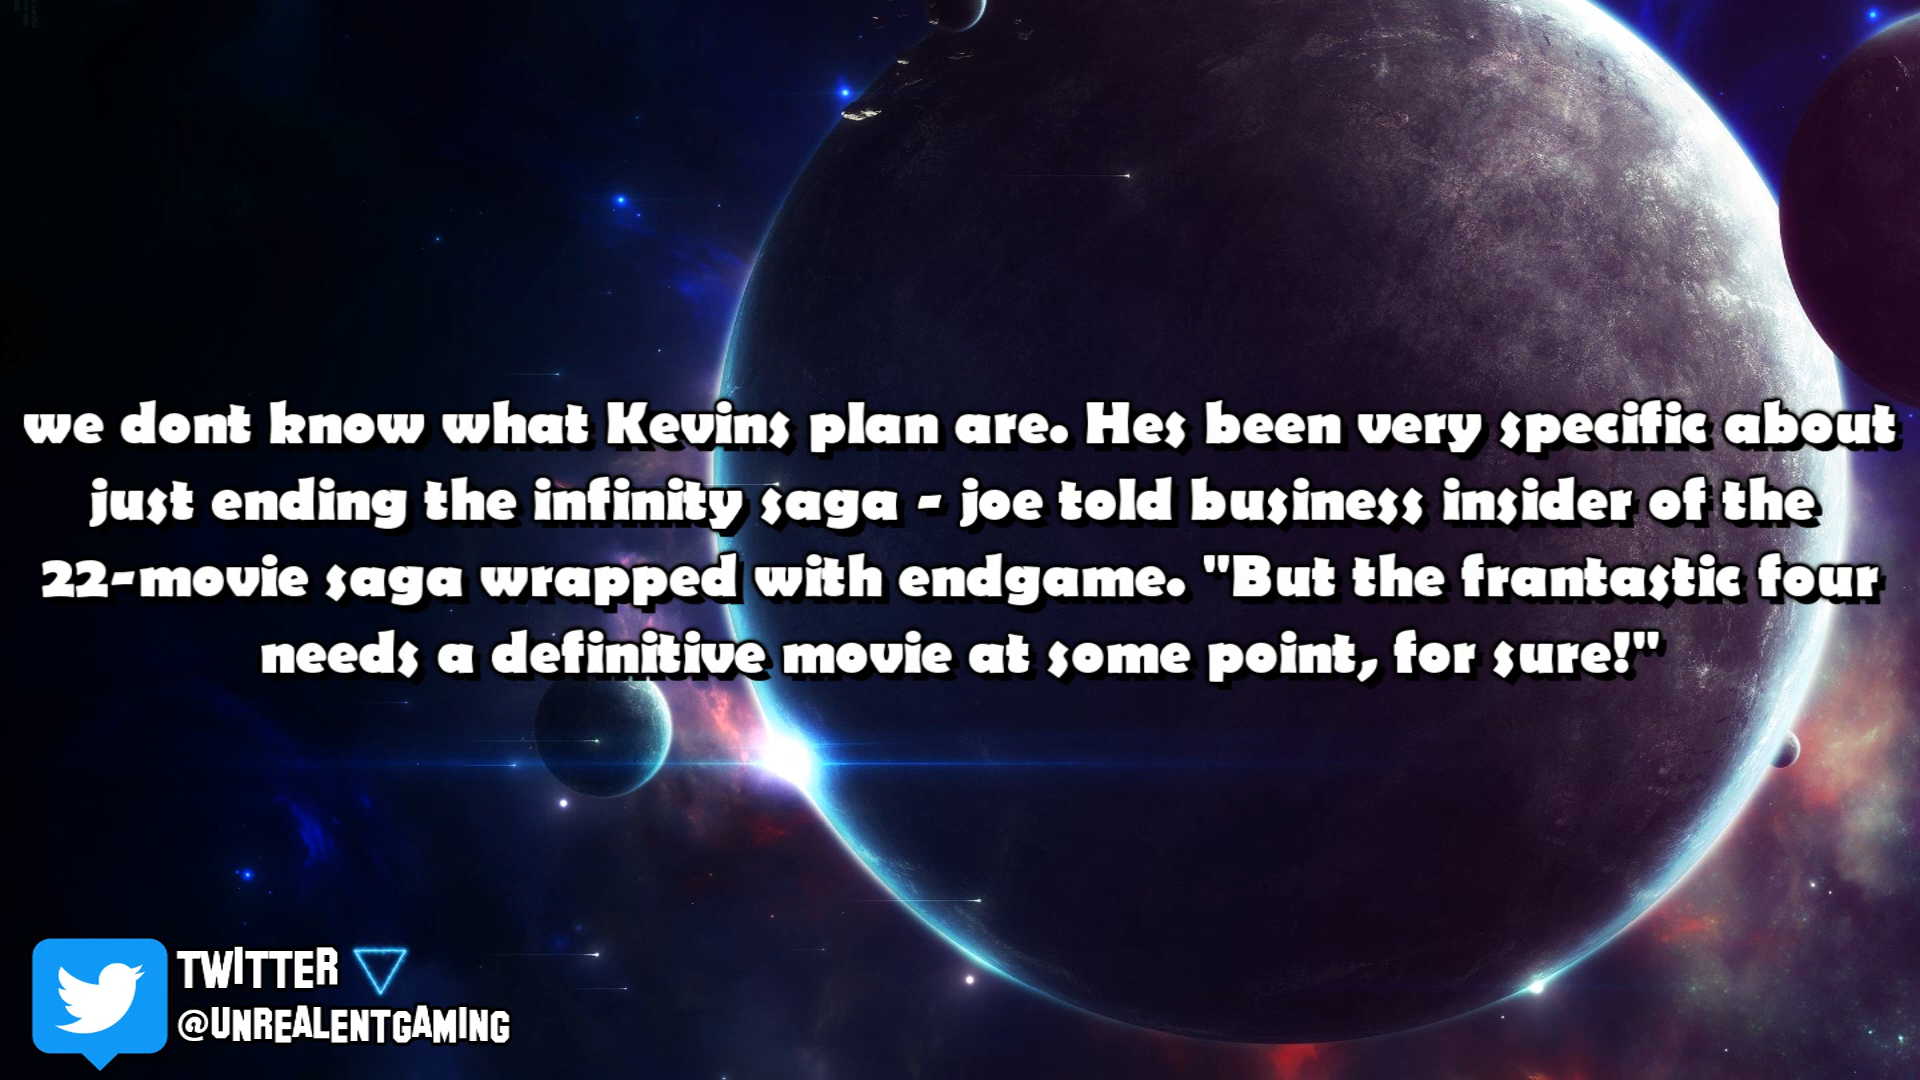 we dont know what Kevins plan are. Hes been very specific about
just ending the infinity saga - joe told business insider of the
22-movie saga wrapped with endgame. "But the frantastic four
needs a definitive movie at some point, for sure!"
TWITTER
@UNREALENTGAMING